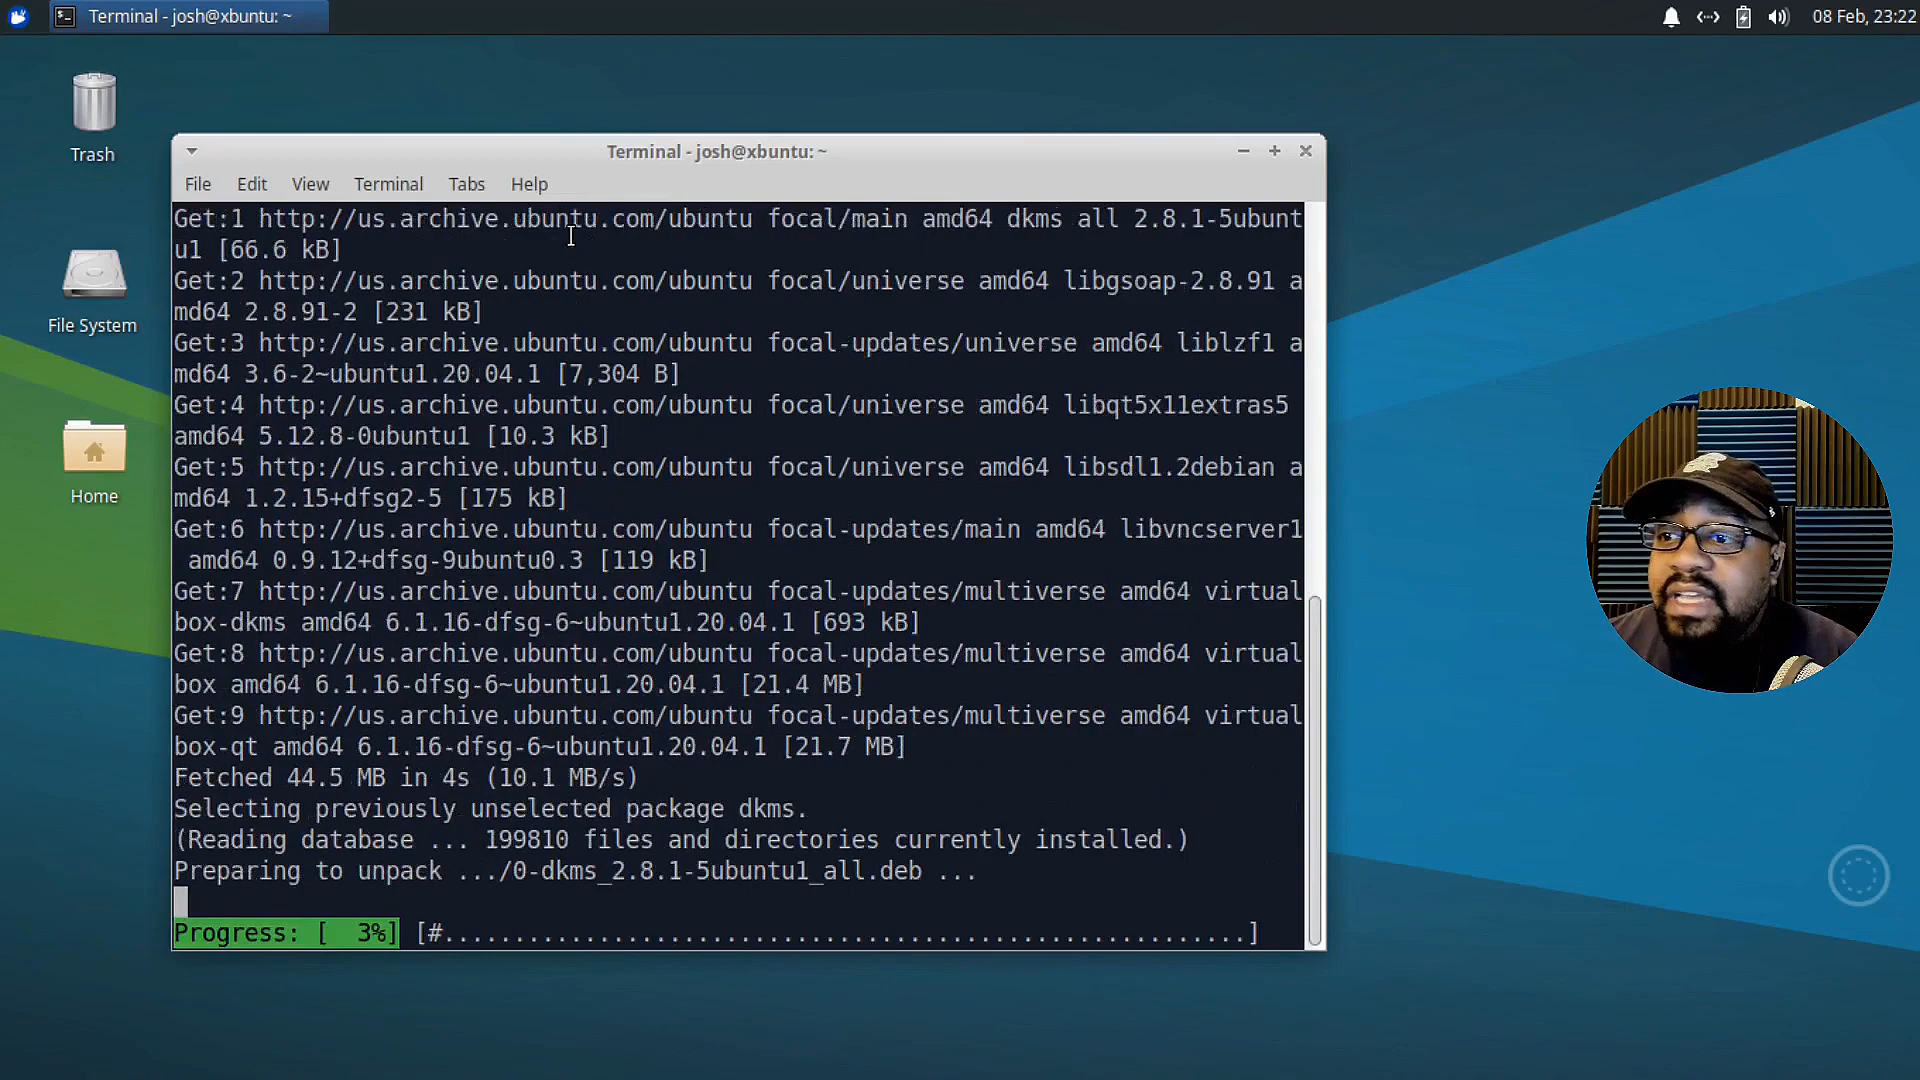 Terminal - josh@xbuntu: ~
08 Feb, 23:22
Trash
File System
Home
Terminal - josh@xbuntu: ~
File Edit View Terminal Tabs Help
Get:1 http://us.archive.ubuntu.com/ubuntu focal/main amd64 dkms all 2.8.1-5ubunt
u1 [66.6 kB]
Get:2 http://us.archive.ubuntu.com/ubuntu focal/universe amd64 libgsoap-2.8.91 a
md64 2.8.91-2 [231 kB]
Get:3 http://us.archive.ubuntu.com/ubuntu focal-updates/universe amd64 liblzf1 a
md64 3.6-2~ubuntu1.20.04.1 [7,304 B]
Get:4 http://us.archive.ubuntu.com/ubuntu focal/universe amd64 libqt5x11extras5
amd64 5.12.8-0ubuntu1 [10.3 kB]
Get:5 http://us.archive.ubuntu.com/ubuntu focal/universe amd64 libsdl1.2debian a
md64 1.2.15+dfsg2-5 [175 kB]
Get:6 http://us.archive.ubuntu.com/ubuntu focal-updates/main amd64 libvncserver1
amd64 0.9.12+dfsg-9ubuntu0.3 [119 kB]
Get:7 http://us.archive.ubuntu.com/ubuntu focal-updates/multiverse amd64 virtual
box-dkms amd64 6.1.16-dfsg-6~ubuntu1.20.04.1 [693 kB]
Get:8 http://us.archive.ubuntu.com/ubuntu focal-updates/multiverse amd64 virtual
box amd64 6.1.16-dfsg-6~ubuntu1.20.04.1 [21.4 MB]
Get:9 http://us.archive.ubuntu.com/ubuntu focal-updates/multiverse amd64 virtual
box-qt amd64 6.1.16-dfsg-6~ubuntu1.20.04.1 [21.7 MB]
Fetched 44.5 MB in 4s (10.1 MB/s)
Selecting previously unselected package dkms.
(Reading database ... 199810 files and directories currently installed.)
Preparing to unpack .../0-dkms_2.8.1-5ubuntu1_all.deb ...
Progress: [  3%] [#.........................................................]